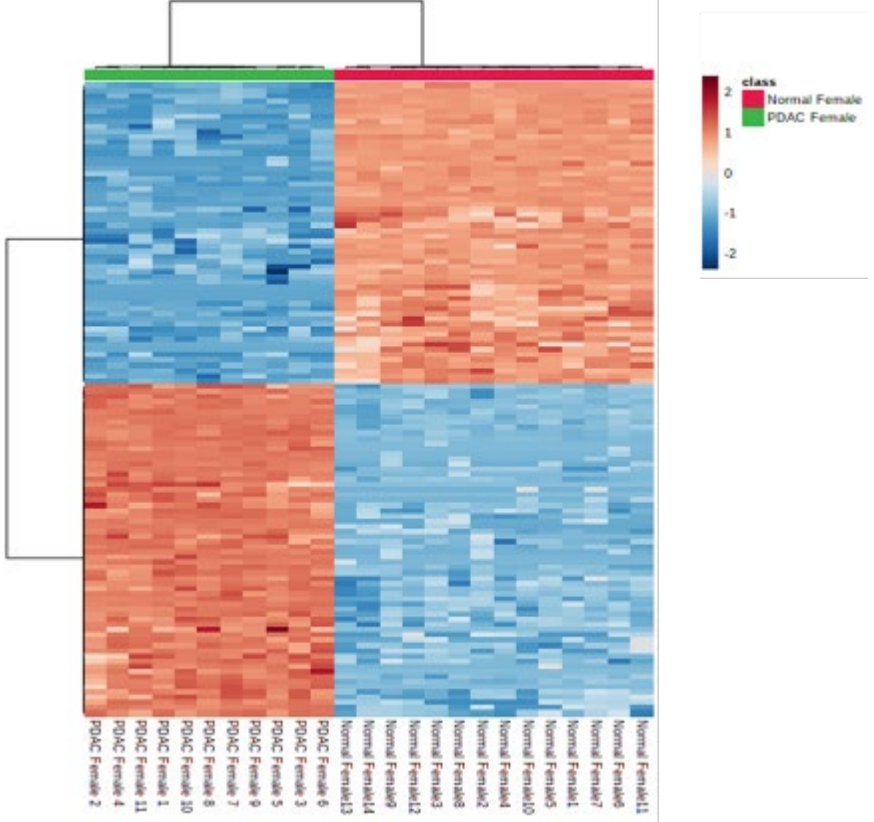 class
2
Normal Female
PDAC Female
1
0
-1
-2
PDAC Female 2
PDAC Female 4
PDAC Female 11
PDAC Female 1
PDAC Female 10
PDAC Female 8
PDAC Female 7
PDAC Female 9
PDAC Female 5
PDAC Female 3
PDAC Female 6
Normal Female13
Normal Female14
Normal Female9
Normal Female12
Normal Female3
Normal Female8
Normal Female2
Normal Female4
Normal Female10
Normal Female5
Normal Female1
Normal Female7
Normal Female6
Normal Female11